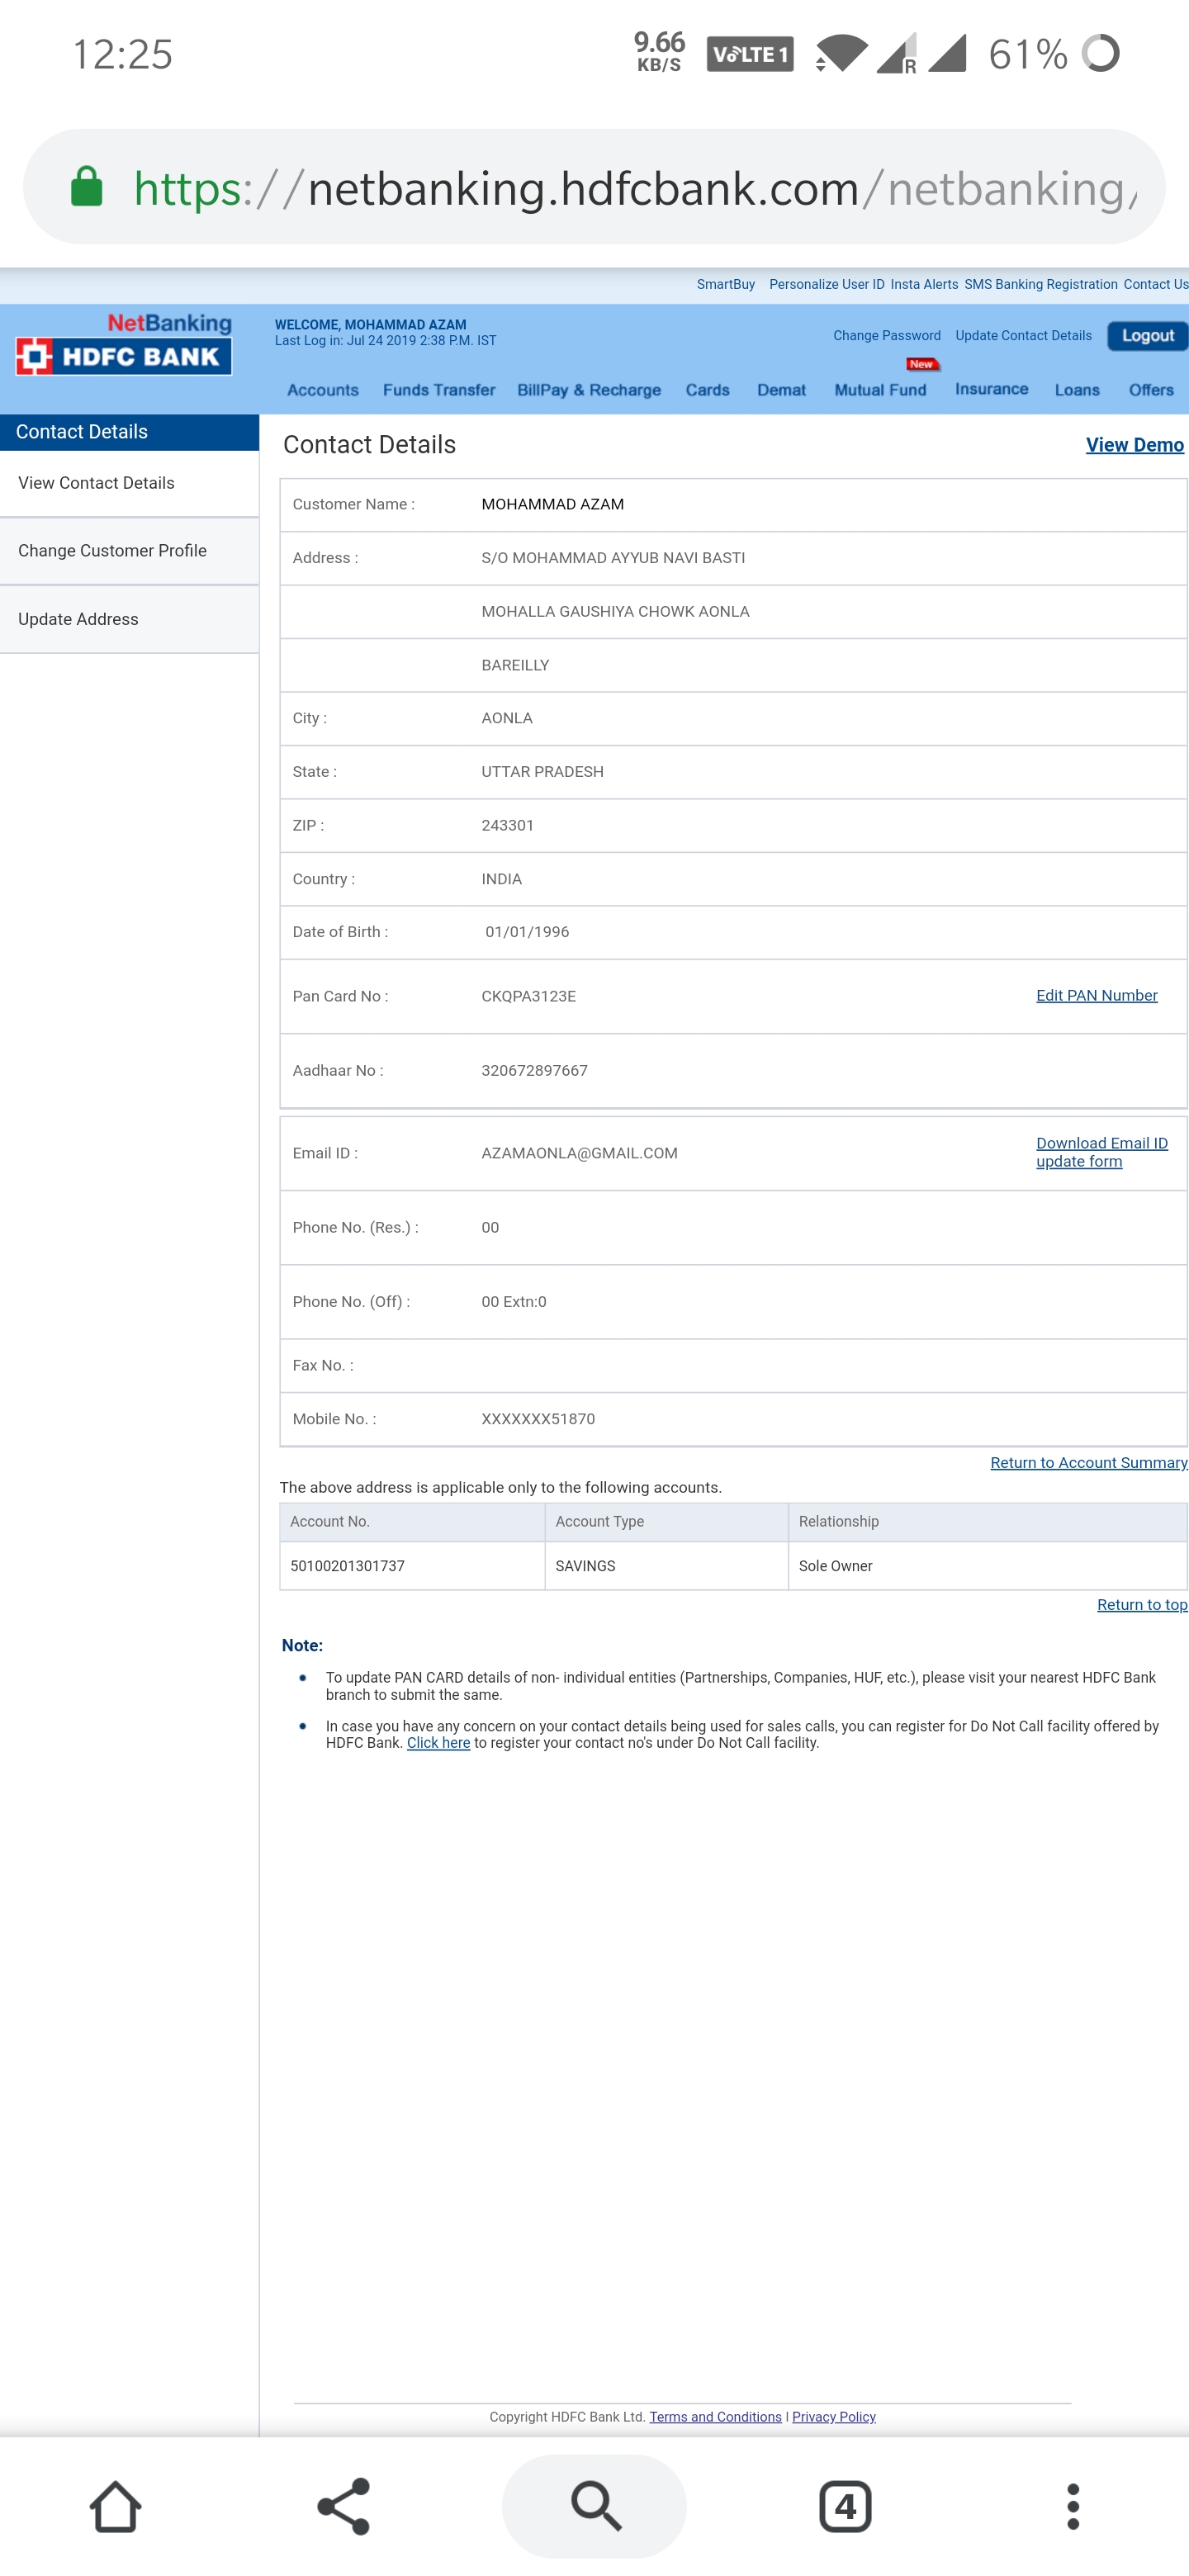 12:25
9.66
KB/S
VoLTE 1
R
61%
https://netbanking.hdfcbank.com/netbanking/
SmartBuy Personalize User ID Insta Alerts SMS Banking Registration Contact Us
NetBanking
HDFC BANK
WELCOME, MOHAMMAD AZAM
Last Log in: Jul 24 2019 2:38 P.M. IST
Change Password Update Contact Details Logout
New
Accounts Funds Transfer BillPay & Recharge Cards Demat Mutual Fund Insurance Loans Offers
Contact Details
View Contact Details
Change Customer Profile
Update Address
Contact Details View Demo
Customer Name : MOHAMMAD AZAM
Address : S/O MOHAMMAD AYYUB NAVI BASTI
MOHALLA GAUSHIYA CHOWK AONLA
BAREILLY
City : AONLA
State : UTTAR PRADESH
ZIP : 243301
Country : INDIA
Date of Birth : 01/01/1996
Pan Card No : CKQPA3123E Edit PAN Number
Aadhaar No : 320672897667
Email ID : AZAMAONLA@GMAIL.COM Download Email ID
update form
Phone No. (Res.) : 00
Phone No. (Off) : 00 Extn:0
Fax No. :
Mobile No. : XXXXXXX51870
Return to Account Summary
The above address is applicable only to the following accounts.
Account No. Account Type Relationship
50100201301737 SAVINGS Sole Owner
Return to top
Note:
To update PAN CARD details of non- individual entities (Partnerships, Companies, HUF, etc.), please visit your nearest HDFC Bank
branch to submit the same.
In case you have any concern on your contact details being used for sales calls, you can register for Do Not Call facility offered by
HDFC Bank. Click here to register your contact no's under Do Not Call facility.
Copyright HDFC Bank Ltd. Terms and Conditions l Privacy Policy
4